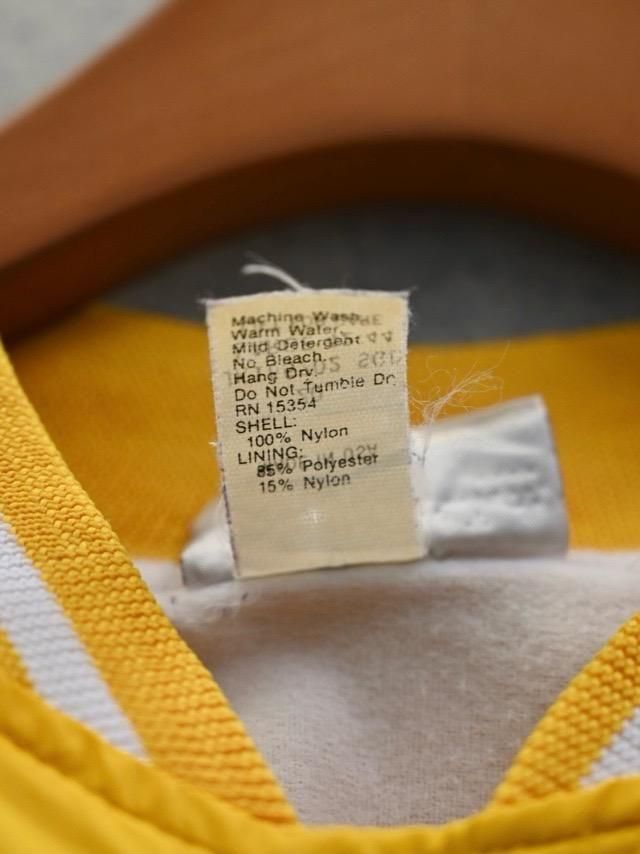 Machine Wash
Warm Water
Mild Detergent
No Bleach.
Hang Dry.
Do Not Tumble Dr
RN 15354
SHELL:
100% Nylon
LINING:
85% Polyester
15% Nylon